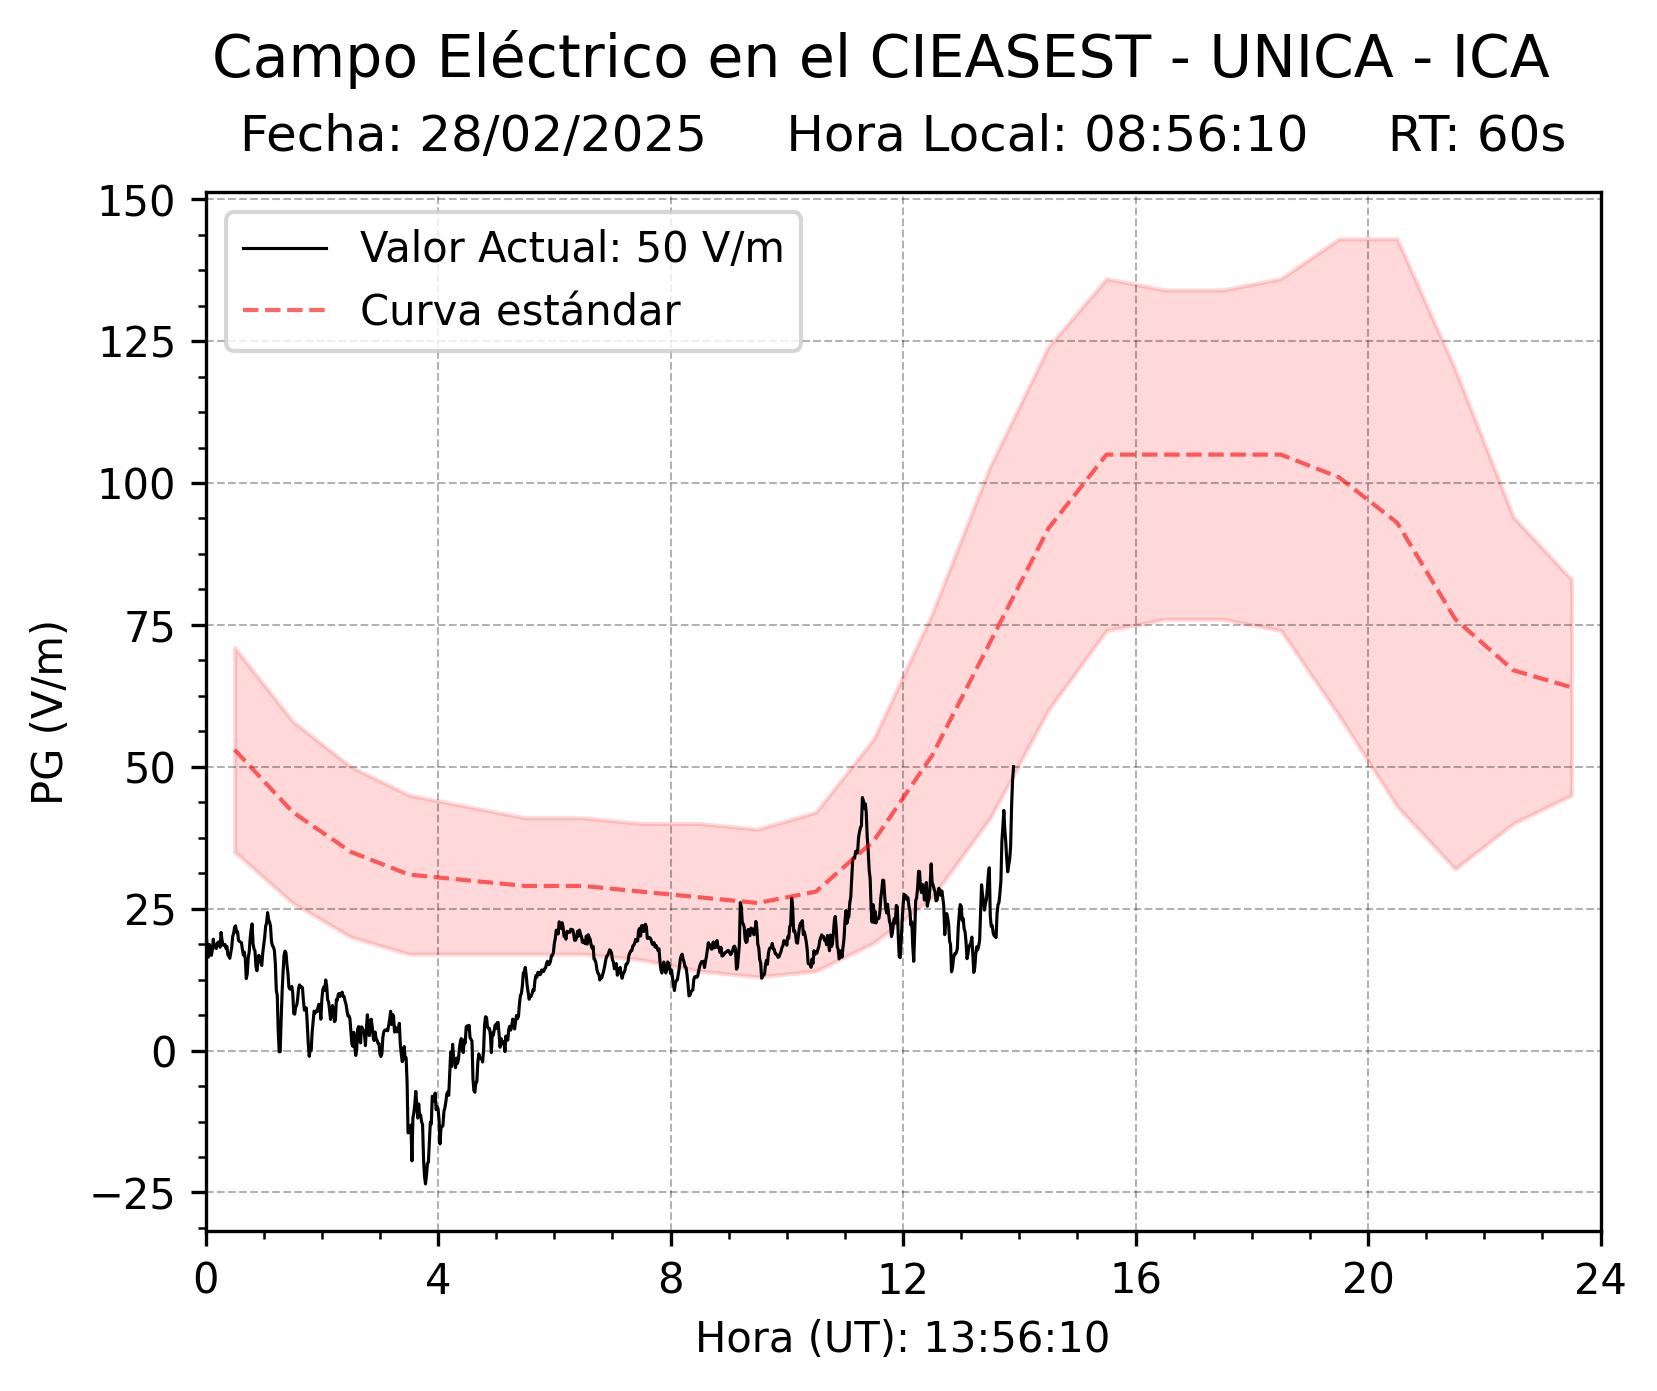 Campo Eléctrico en el CIEASEST - UNICA - ICA
Fecha: 28/02/2025 Hora Local: 08:56:10 RT: 60s
Valor Actual: 50 V/m
Curva estándar
PG (V/m)
150
125
100
75
50
25
0
−25
0 4 8 12 16 20 24
Hora (UT): 13:56:10